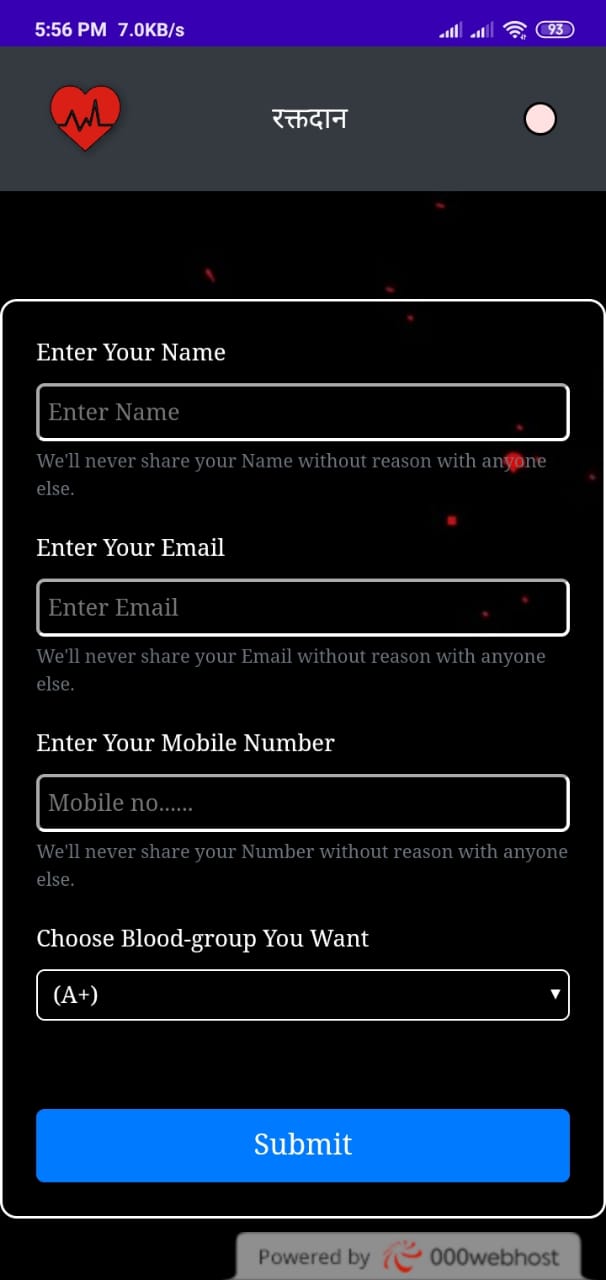 5:56 PM 7.0KB/s
93
रक्तदान
Enter Your Name
Enter Name
We'll never share your Name without reason with anyone
else.
Enter Your Email
Enter Email
We'll never share your Email without reason with anyone
else.
Enter Your Mobile Number
Mobile no......
We'll never share your Number without reason with anyone
else.
Choose Blood-group You Want
(A+)
Submit
Powered by 000webhost